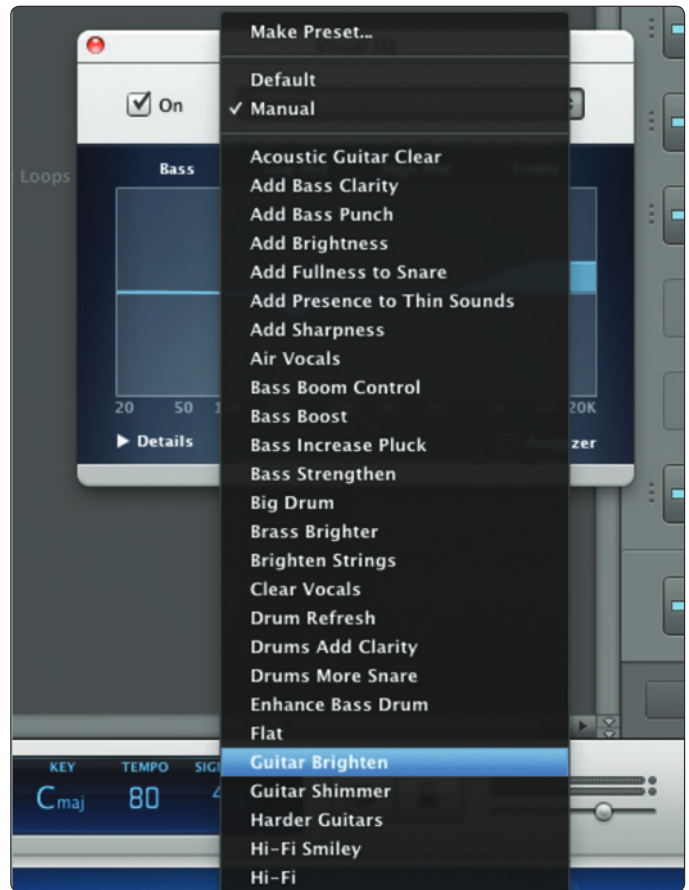 Make Preset...
Default
On
✓ Manual
Loops
Bass
Acoustic Guitar Clear
Add Bass Clarity
Add Bass Punch
Add Brightness
Add Fullness to Snare
Add Presence to Thin Sounds
Add Sharpness
Air Vocals
Bass Boom Control
Bass Boost
Bass Increase Pluck
Bass Strengthen
Big Drum
Brass Brighter
Brighten Strings
Clear Vocals
Drum Refresh
Drums Add Clarity
Drums More Snare
Enhance Bass Drum
Flat
Guitar Brighten
Guitar Shimmer
Harder Guitars
Hi-Fi Smiley
Hi-Fi
20 50 20K
Details
KEY TEMPO
Cmaj 80 4